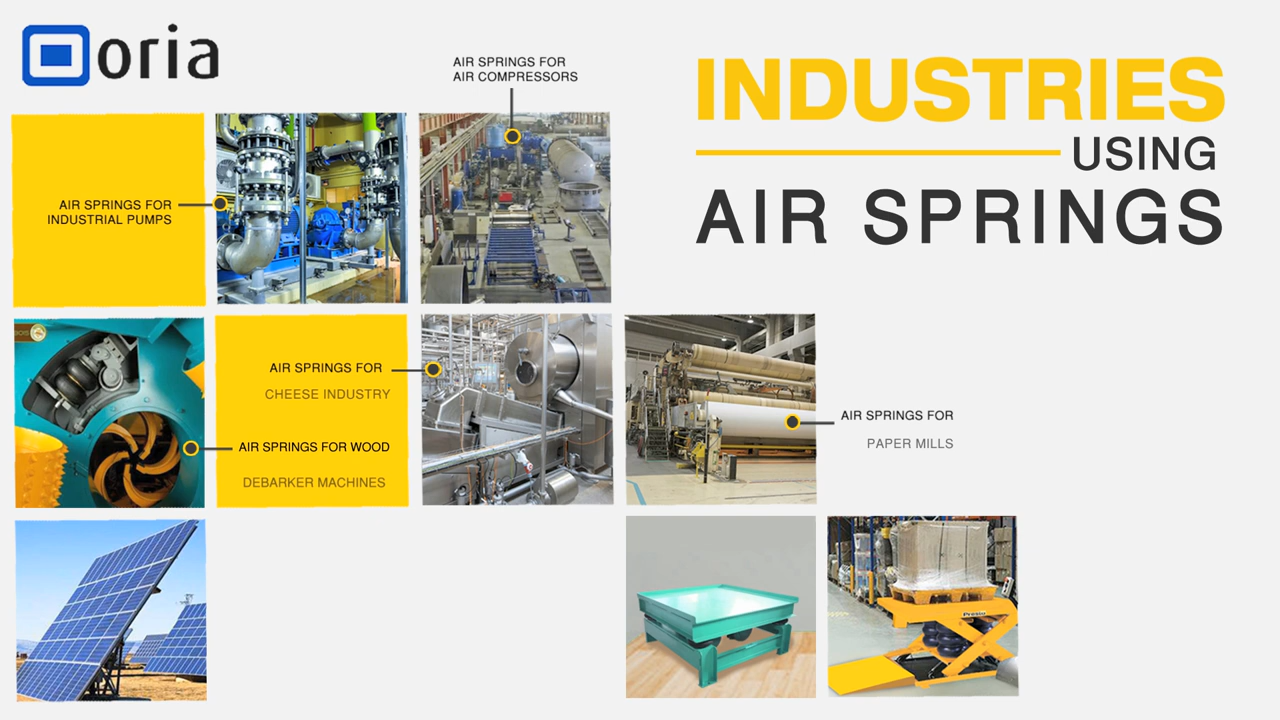 oria
AIR SPRINGS FOR
AIR COMPRESSORS
INDUSTRIES
USING
AIR SPRINGS
AIR SPRINGS FOR
INDUSTRIAL PUMPS
AIR SPRINGS FOR
CHEESE INDUSTRY
AIR SPRINGS FOR WOOD
DEBARKER MACHINES
AIR SPRINGS FOR
PAPER MILLS